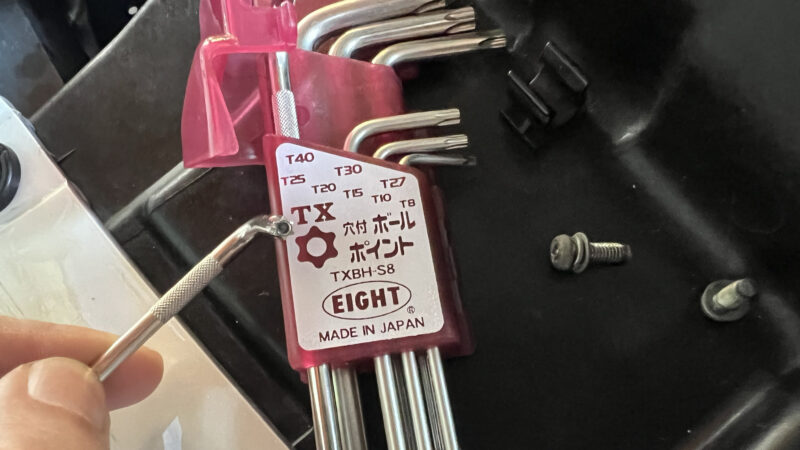 T40
T30
T25
T27
T20
T15
T10
T8
TX
穴付 ボール
ポイント
TXBH-S8
EIGHT
®
MADE IN JAPAN